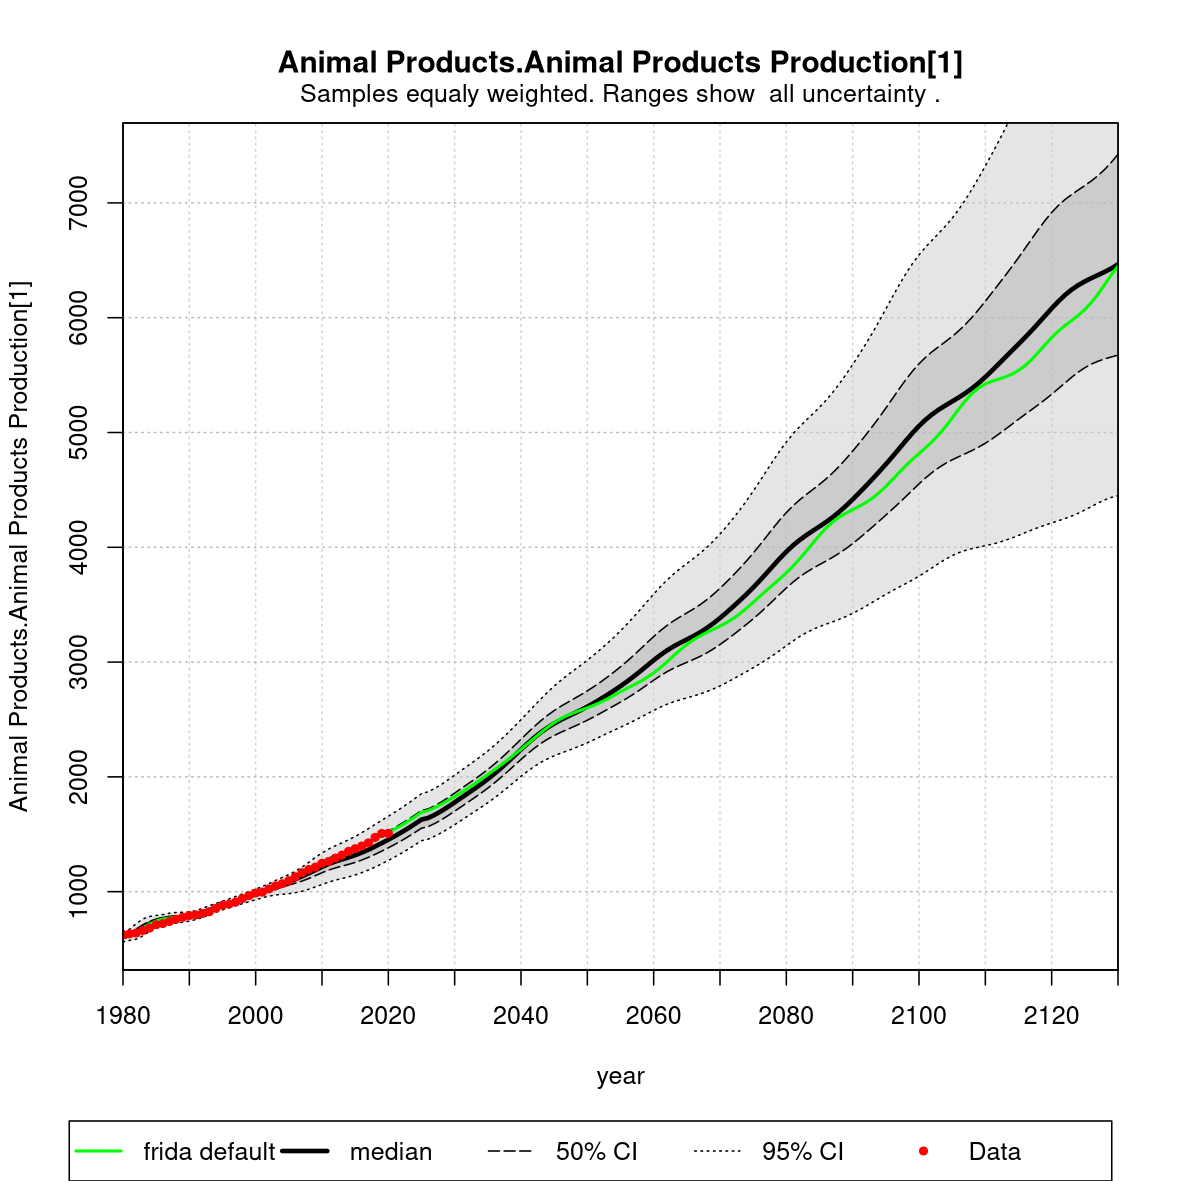 Animal Products.Animal Products Production[1]
Samples equaly weighted. Ranges show  all uncertainty .
Animal Products.Animal Products Production[1]
7000
6000
5000
4000
3000
2000
1000
1980 2000 2020 2040 2060 2080 2100 2120
year
frida default median 50% CI 95% CI Data